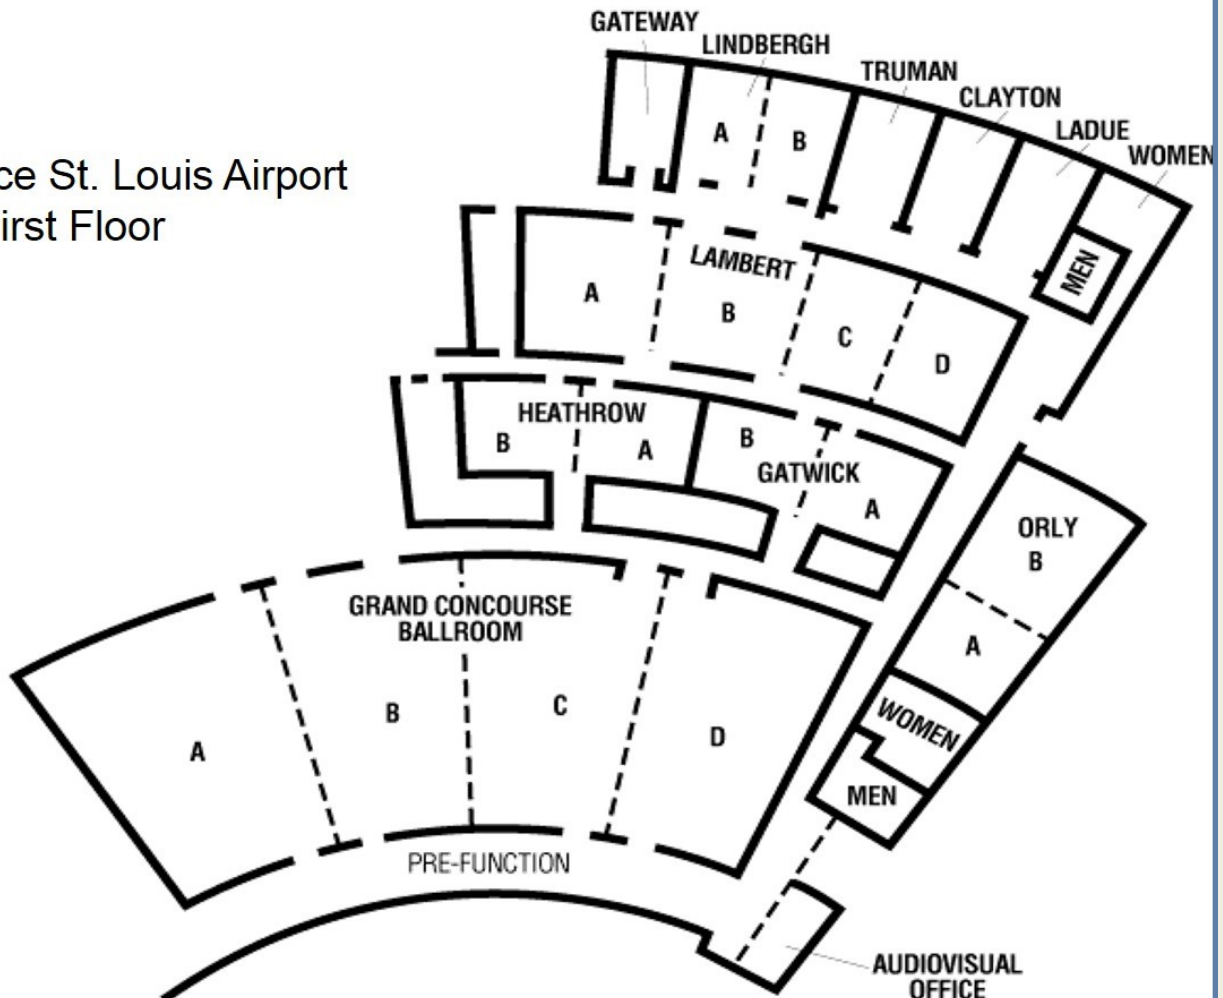 GATEWAY
LINDBERGH
TRUMAN
CLAYTON
LADUE
WOMEN
A
B
ce St. Louis Airport
irst Floor
MEN
LAMBERT
A
B
C
D
HEATHROW
B
A
B
GATWICK
A
ORLY
B
A
GRAND CONCOURSE
BALLROOM
A
B
C
D
WOMEN
MEN
PRE-FUNCTION
AUDIOVISUAL
OFFICE